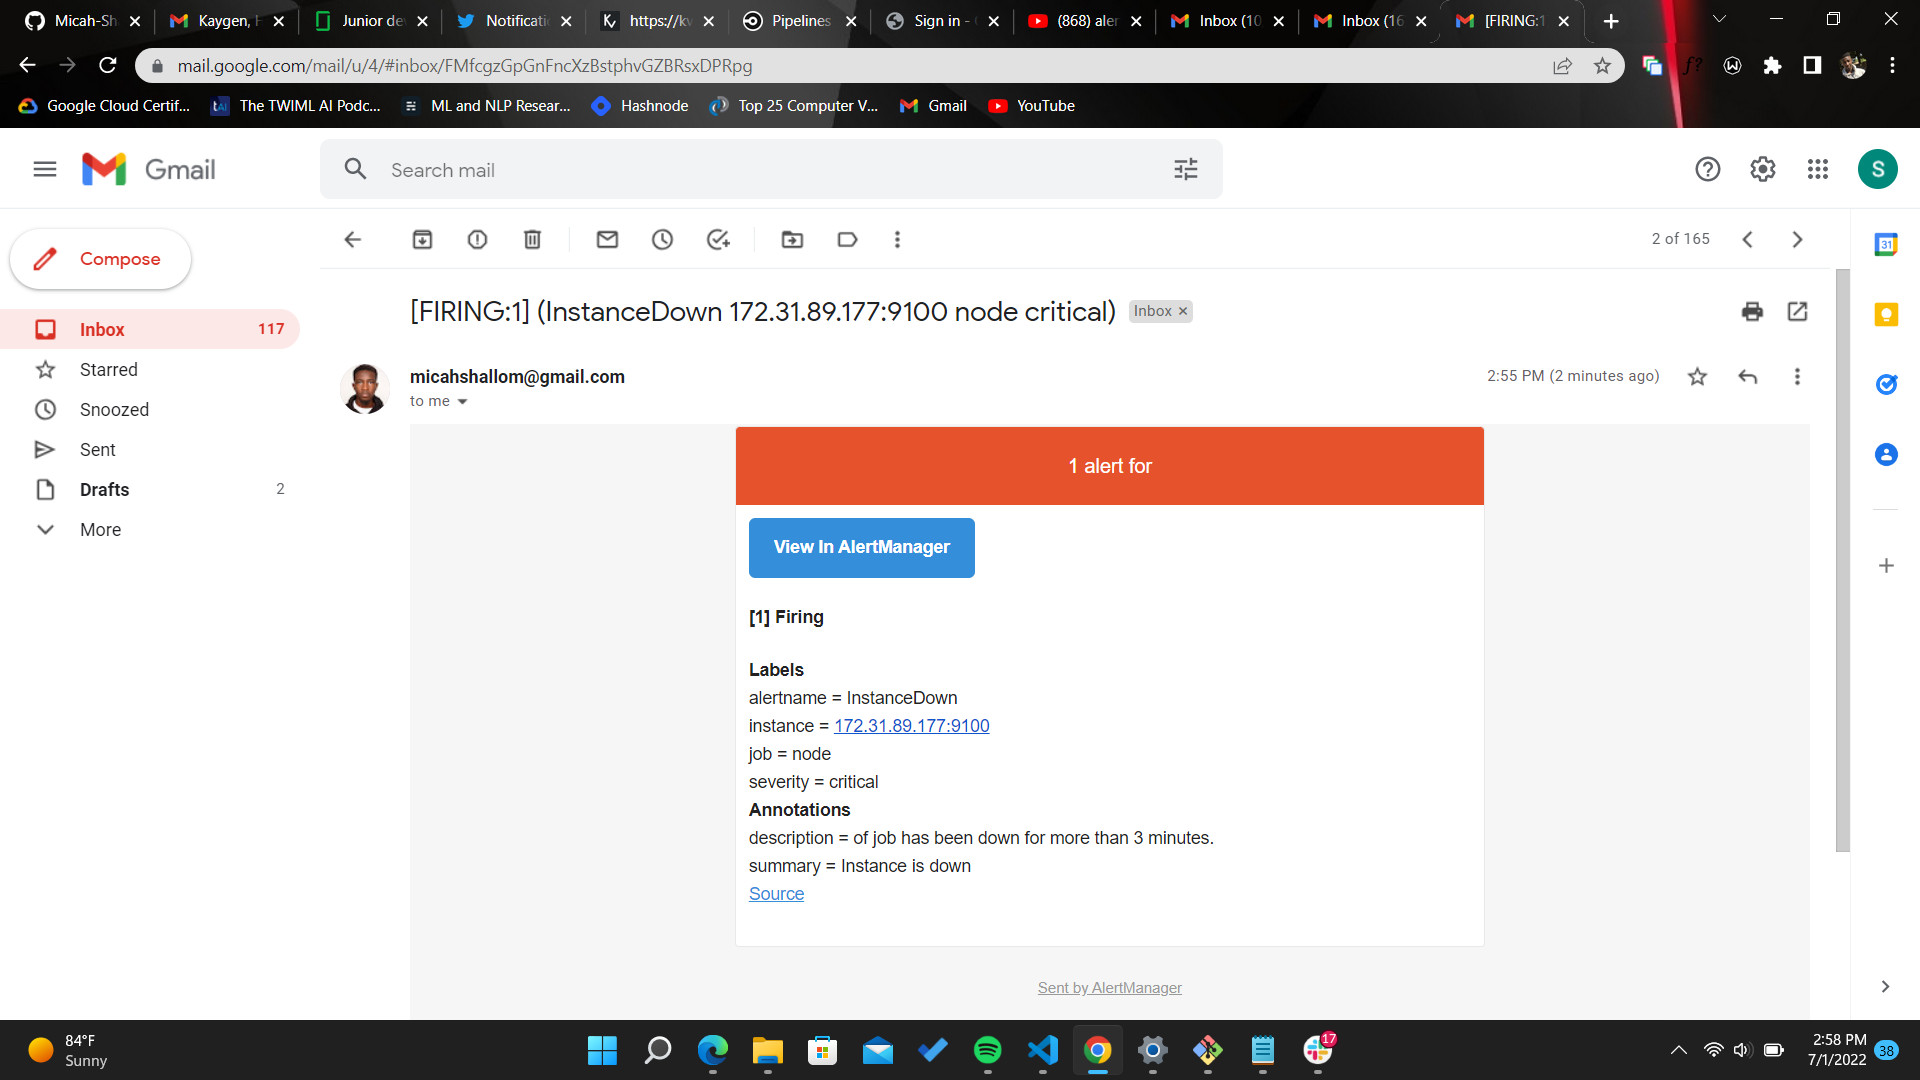 Micah-Sh
Kaygen, 
Junior de
Notificati
https://kv
Pipelines
Sign in -
(868) aler
Inbox (10
Inbox (16
[FIRING:1
mail.google.com/mail/u/4/#inbox/FMfcgzGpGnFncXzBstphvGZBRsxDPRpg
f?
Google Cloud Certif...
The TWIML AI Podc...
ML and NLP Resear...
Hashnode
Top 25 Computer V...
Gmail
YouTube
Gmail
Search mail
S
Compose
2 of 165
31
Inbox 117
Starred
Snoozed
Sent
Drafts 2
More
[FIRING:1] (InstanceDown 172.31.89.177:9100 node critical)
Inbox ×
micahshallom@gmail.com
2:55 PM (2 minutes ago)
to me
1 alert for
View In AlertManager
[1] Firing
Labels
alertname = InstanceDown
instance = 172.31.89.177:9100
job = node
severity = critical
Annotations
description = of job has been down for more than 3 minutes.
summary = Instance is down
Source
Sent by AlertManager
84°F
Sunny
17
2:58 PM
7/1/2022
38